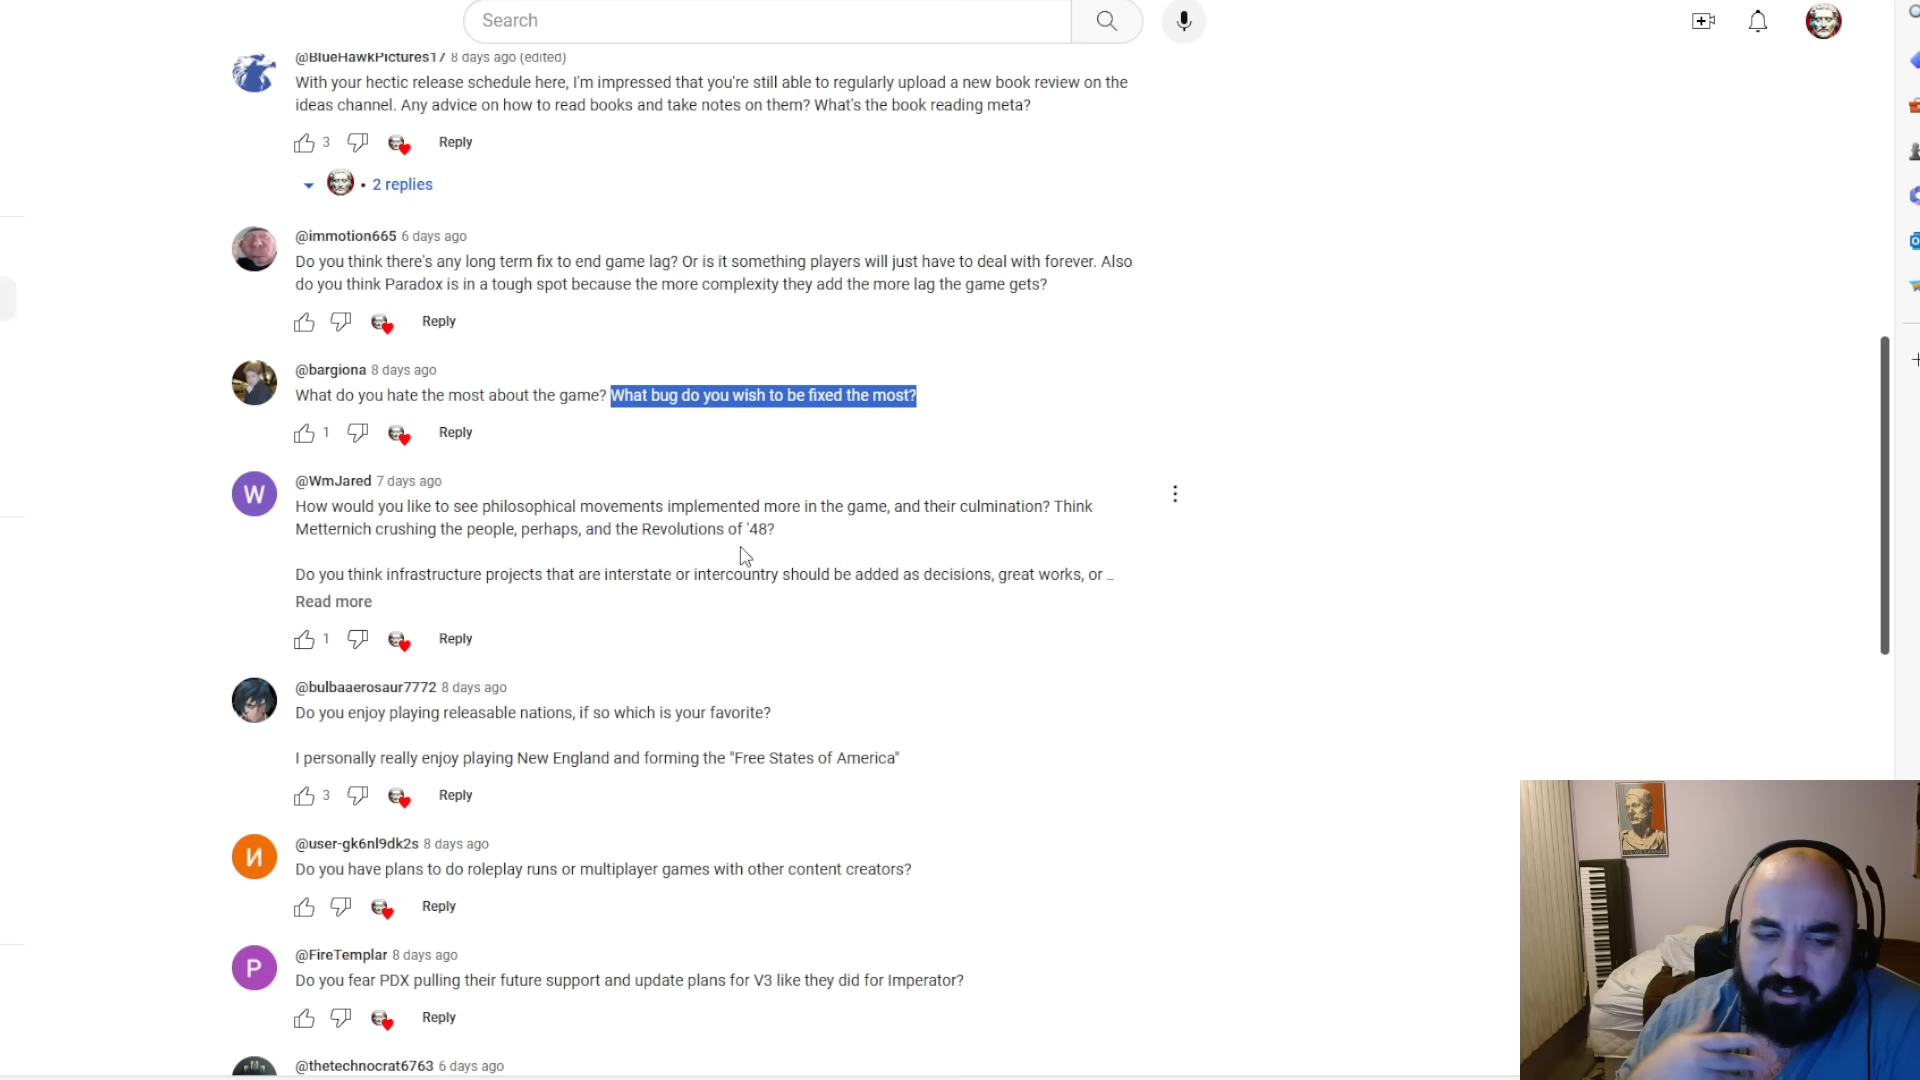 Search
@BlueHawkPictures17 8 days ago (edited)
With your hectic release schedule here, I'm impressed that you're still able to regularly upload a new book review on the
ideas channel. Any advice on how to read books and take notes on them? What's the book reading meta?
3 Reply
• 2 replies
@immotion665 6 days ago
Do you think there's any long term fix to end game lag? Or is it something players will just have to deal with forever. Also
do you think Paradox is in a tough spot because the more complexity they add the more lag the game gets?
Reply
@bargiona 8 days ago
What do you hate the most about the game? What bug do you wish to be fixed the most?
1 Reply
W
@WmJared 7 days ago
How would you like to see philosophical movements implemented more in the game, and their culmination? Think
Metternich crushing the people, perhaps, and the Revolutions of '48?
Do you think infrastructure projects that are interstate or intercountry should be added as decisions, great works, or ...
Read more
1 Reply
@bulbaaerosaur7772 8 days ago
Do you enjoy playing releasable nations, if so which is your favorite?
I personally really enjoy playing New England and forming the "Free States of America"
3 Reply
И
@user-gk6nl9dk2s 8 days ago
Do you have plans to do roleplay runs or multiplayer games with other content creators?
Reply
P
@FireTemplar 8 days ago
Do you fear PDX pulling their future support and update plans for V3 like they did for Imperator?
Reply
@thetechnocrat6763 6 days ago